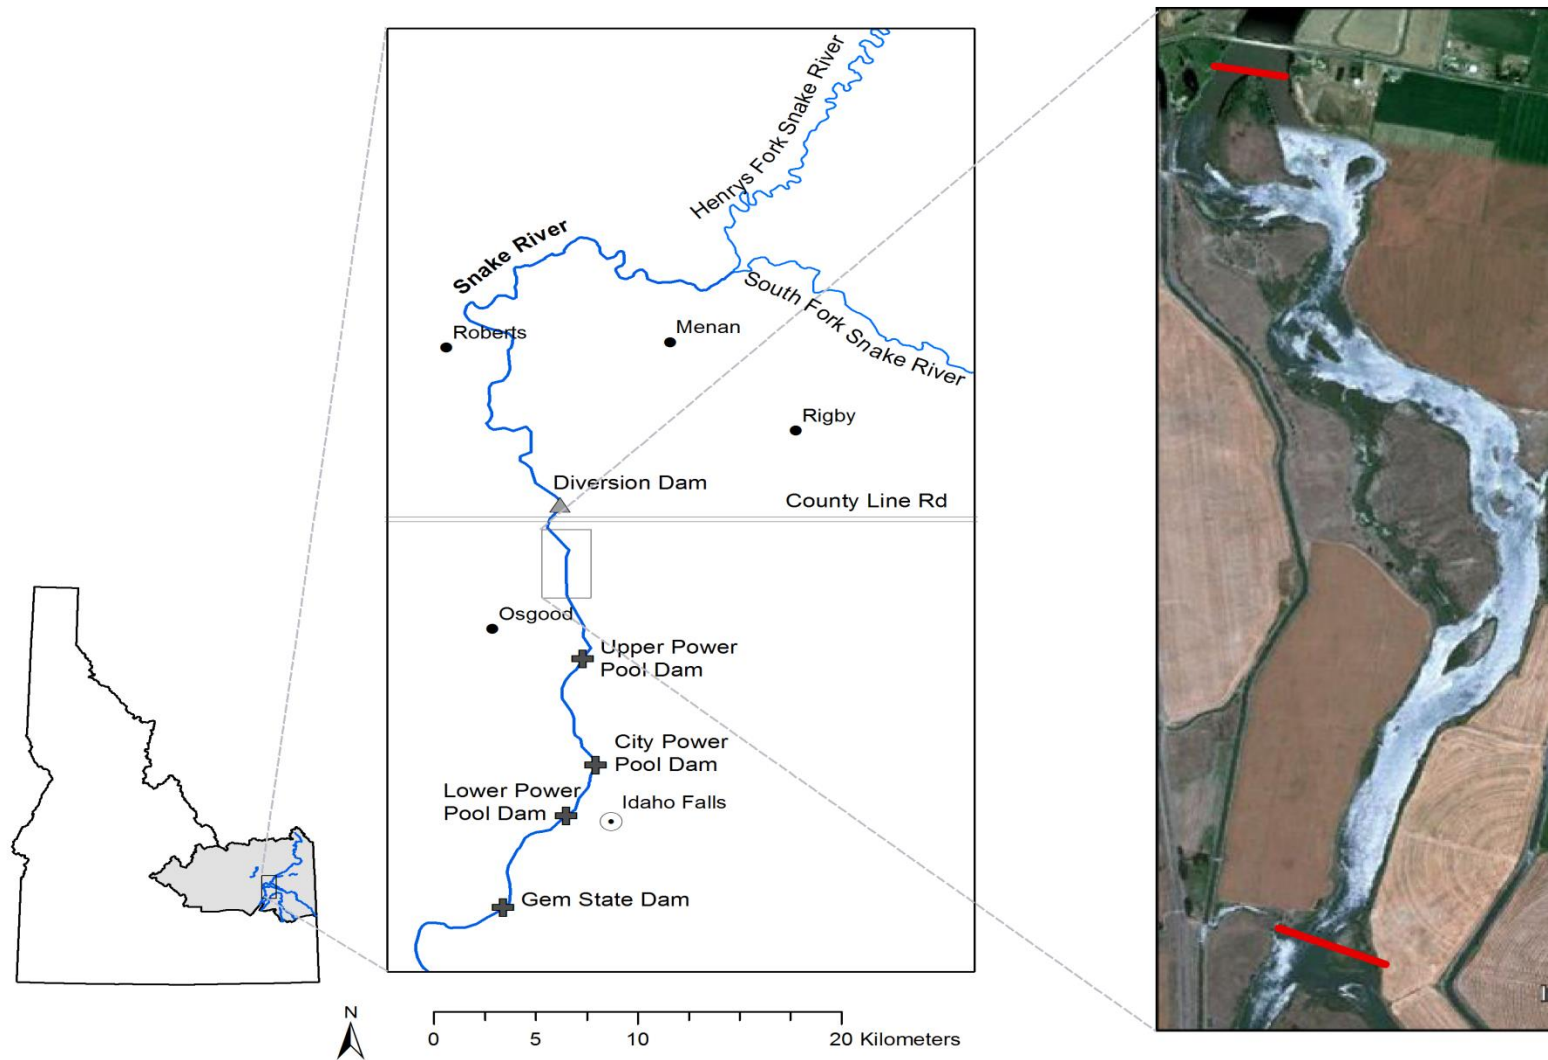 Henrys Fork Snake River
Snake River
South Fork Snake River
Roberts
Menan
Rigby
Diversion Dam
County Line Rd
Osgood
Upper Power
Pool Dam
City Power
Pool Dam
Lower Power
Pool Dam
Idaho Falls
Gem State Dam
N
0 5 10 20 Kilometers